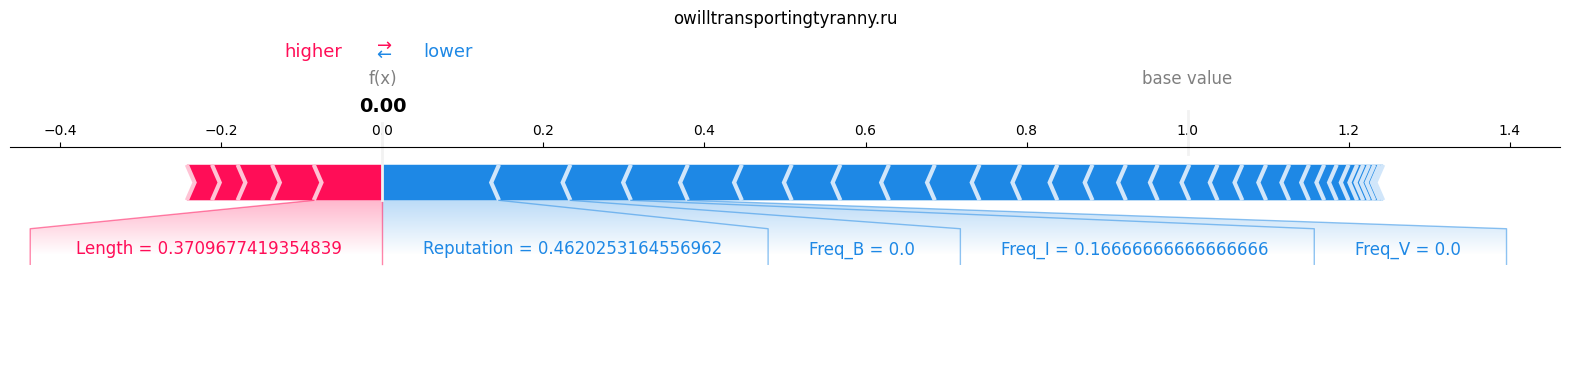 owilltransportingtyranny.ru
higher ⇄ lower
f(x) base value
0.00
−0.4 −0.2 0.0 0.2 0.4 0.6 0.8 1.0 1.2 1.4
Length = 0.3709677419354839 Reputation = 0.4620253164556962 Freq_B = 0.0 Freq_I = 0.16666666666666666 Freq_V = 0.0